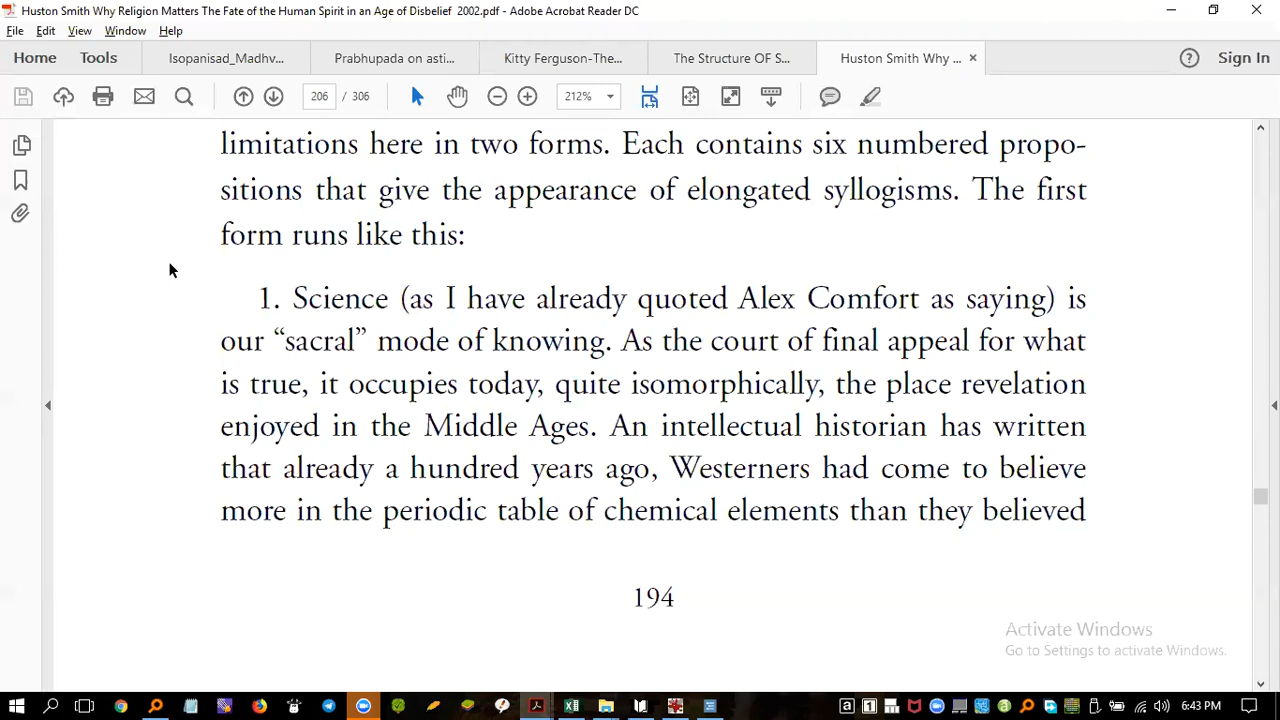 Huston Smith Why Religion Matters The Fate of the Human Spirit in an Age of Disbelief 2002.pdf - Adobe Acrobat Reader DC
File Edit View Window Help
Home Tools Isopanisad_Madhv... Prabhupada on asti... Kitty Ferguson-The... The Structure OF S... Huston Smith Why ... × Sign In
206 / 306 212%
limitations here in two forms. Each contains six numbered propo-
sitions that give the appearance of elongated syllogisms. The first
form runs like this:
1. Science (as I have already quoted Alex Comfort as saying) is
our “sacral” mode of knowing. As the court of final appeal for what
is true, it occupies today, quite isomorphically, the place revelation
enjoyed in the Middle Ages. An intellectual historian has written
that already a hundred years ago, Westerners had come to believe
more in the periodic table of chemical elements than they believed
194
Activate Windows
Go to Settings to activate Windows.
6:43 PM